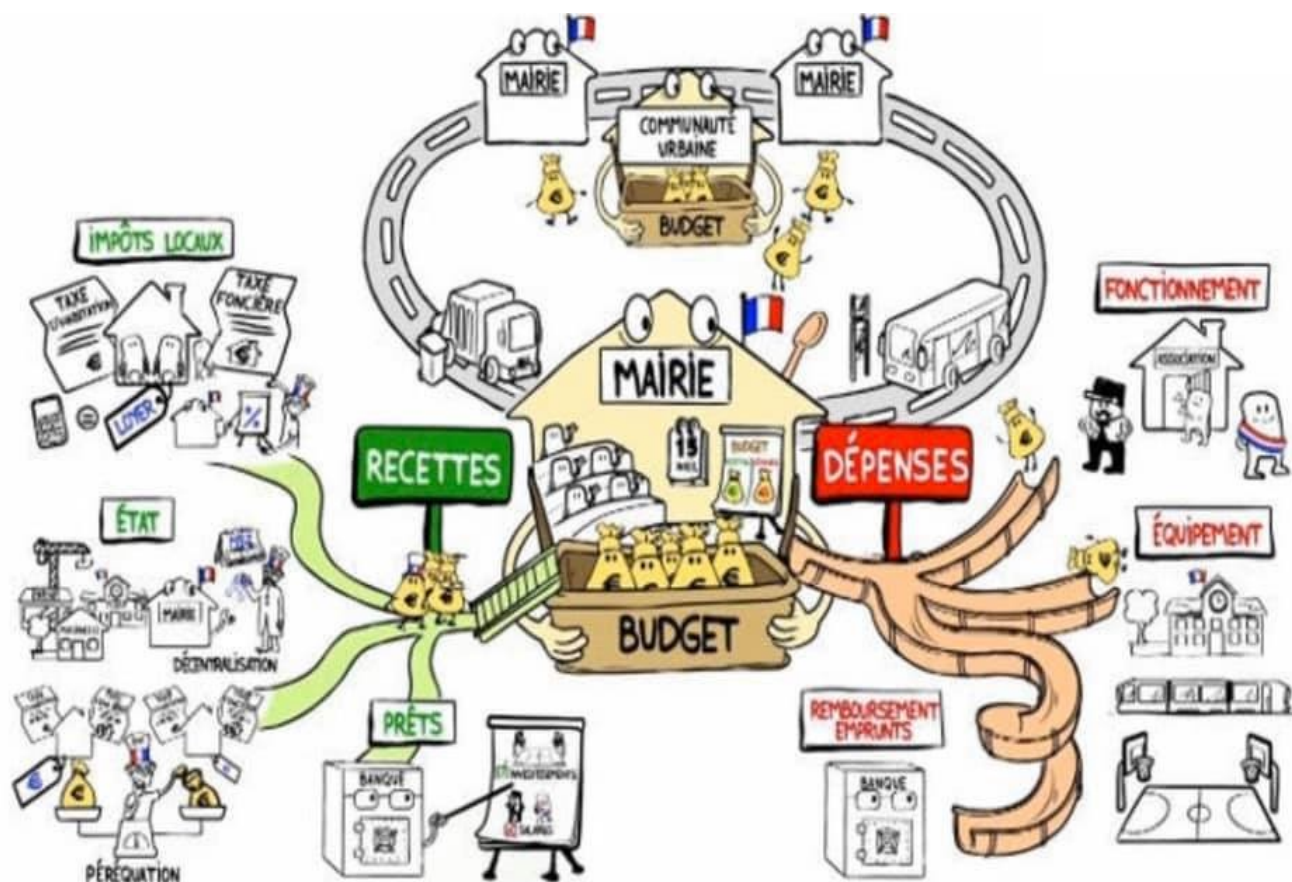 MAIRIE
MAIRIE
COMMUNAUTÉ
URBAINE
BUDGET
IMPÔTS LOCAUX
TAXE
D'HABITATION
€
TAXE
FONCIÈRE
€
LOYER
%
MAIRIE
15
BUDGET
RECETTES
DÉPENSES
FONCTIONNEMENT
ASSOCIATION
ÉTAT
MAIRIE
DÉCENTRALISATION
BUDGET
ÉQUIPEMENT
PRÊTS
BANQUE
INVESTISSEMENTS
SALAIRES
REMBOURSEMENT
EMPRUNTS
BANQUE
€
PÉRÉQUATION